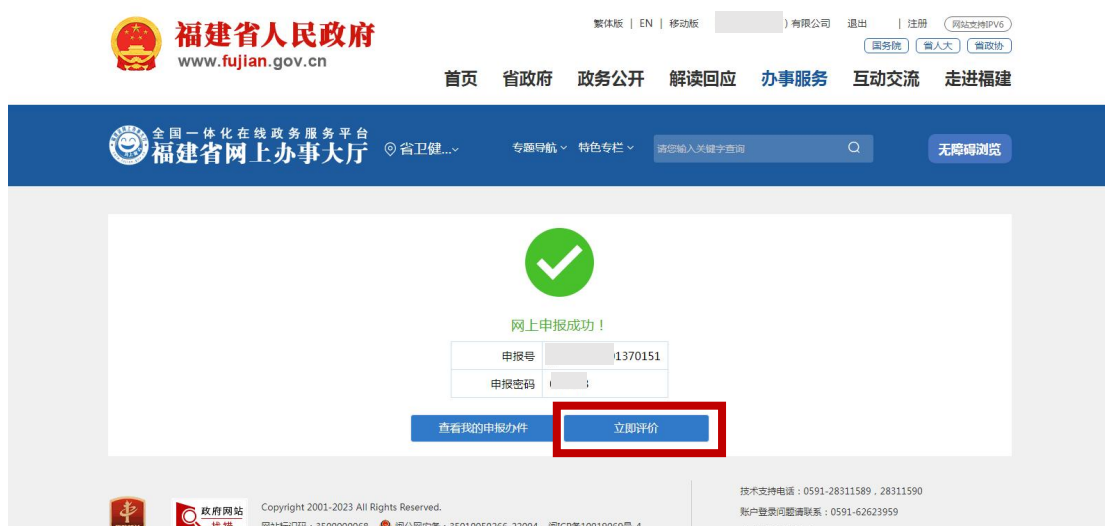 繁体版 | EN | 移动版 ）有限公司 退出 | 注册 网站支持IPV6
福建省人民政府
www.fujian.gov.cn
国务院 省人大 省政协
首页 省政府 政务公开 解读回应 办事服务 互动交流 走进福建
全国一体化在线政务服务平台
福建省网上办事大厅
省卫健... 专题导航 特色专栏 请您输入关键字查询 无障碍浏览
网上申报成功！
申报号 1370151
申报密码
查看我的申报办件 立即评价
技术支持电话：0591-28311589，28311590
政府网站
Copyright 2001-2023 All Rights Reserved.
账户登录问题请联系：0591-62623959